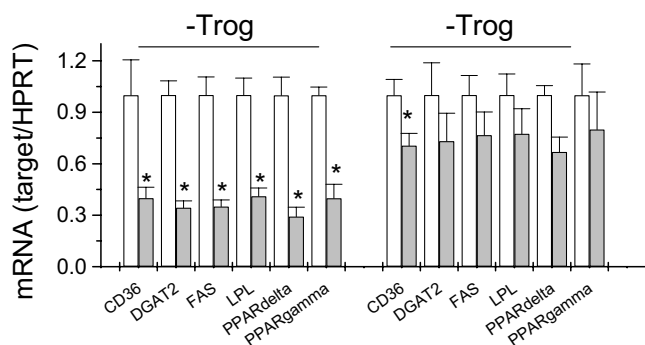 -Trog -Trog
1.2
0.9
0.6
0.3
0.0
mRNA (target/HPRT)
* * * * * *
*
CD36 DGAT2 FAS LPL PPARdelta PPARgamma
CD36 DGAT2 FAS LPL PPARdelta PPARgamma